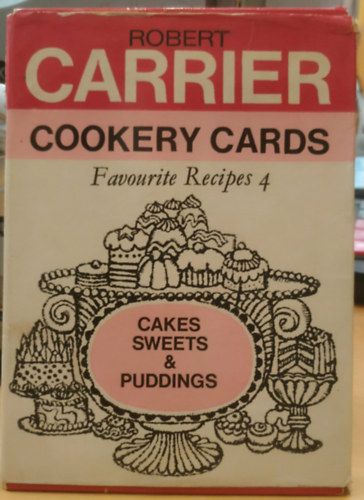 ROBERT
CARRIER
COOKERY CARDS
Favourite Recipes 4
CAKES
SWEETS
&
PUDDINGS